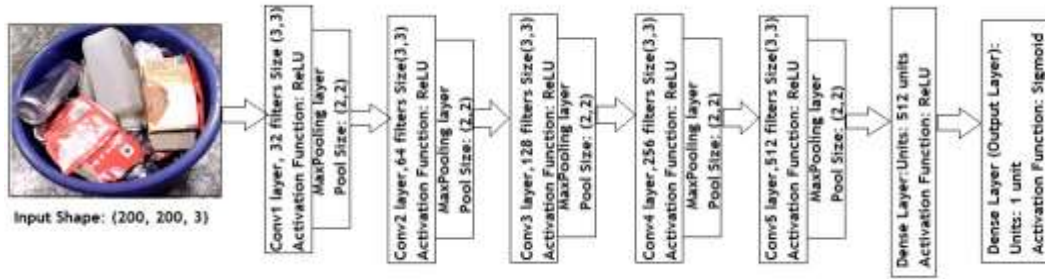 Input Shape: (200, 200, 3)
Conv1 layer, 32 filters Size (3,3)
Activation Function: ReLU
MaxPooling layer
Pool Size: (2,2)
Conv2 layer,64 filters Size(3,3)
Activation Function: ReLU
MaxPooling layer
Pool Size: (2,2)
Conv3 layer, 128 filters Size(3,3)
Activation Function: ReLU
MaxPooling layer
Pool Size: (2,2)
Conv4 layer,256 filters Size(3,3)
Activation Function: ReLU
MaxPooling layer
Pool Size: (2,2)
Conv5 layer,512 filters Size(3,3)
Activation Function: ReLU
MaxPooling layer
Pool Size: (2,2)
Dense Layer:Units: 512 units
Activation Function: ReLU
Dense Layer (Output Layer):
Units: 1 unit
Activation Function: Sigmoid